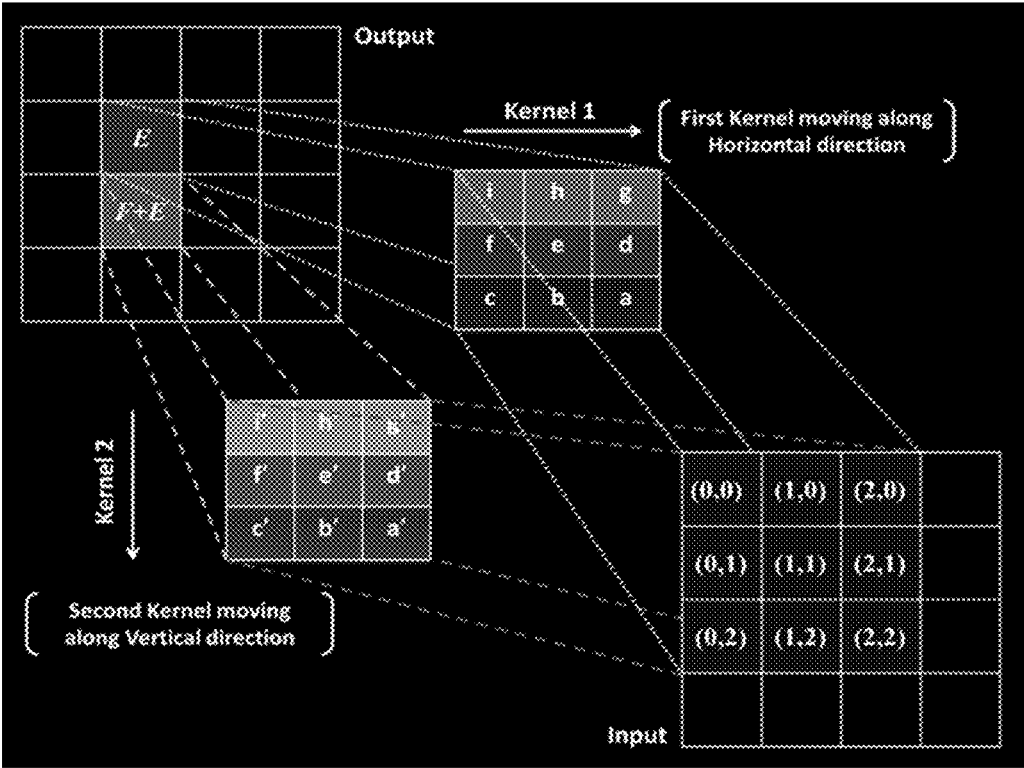 Output
E
F+E
Kernel 1
First Kernel moving along
Horizontal direction
i h g
f e d
c b a
Kernel 2
f′ e′ d′
c′ b′ a′
Second Kernel moving
along Vertical direction
(0,0) (1,0) (2,0)
(0,1) (1,1) (2,1)
(0,2) (1,2) (2,2)
Input